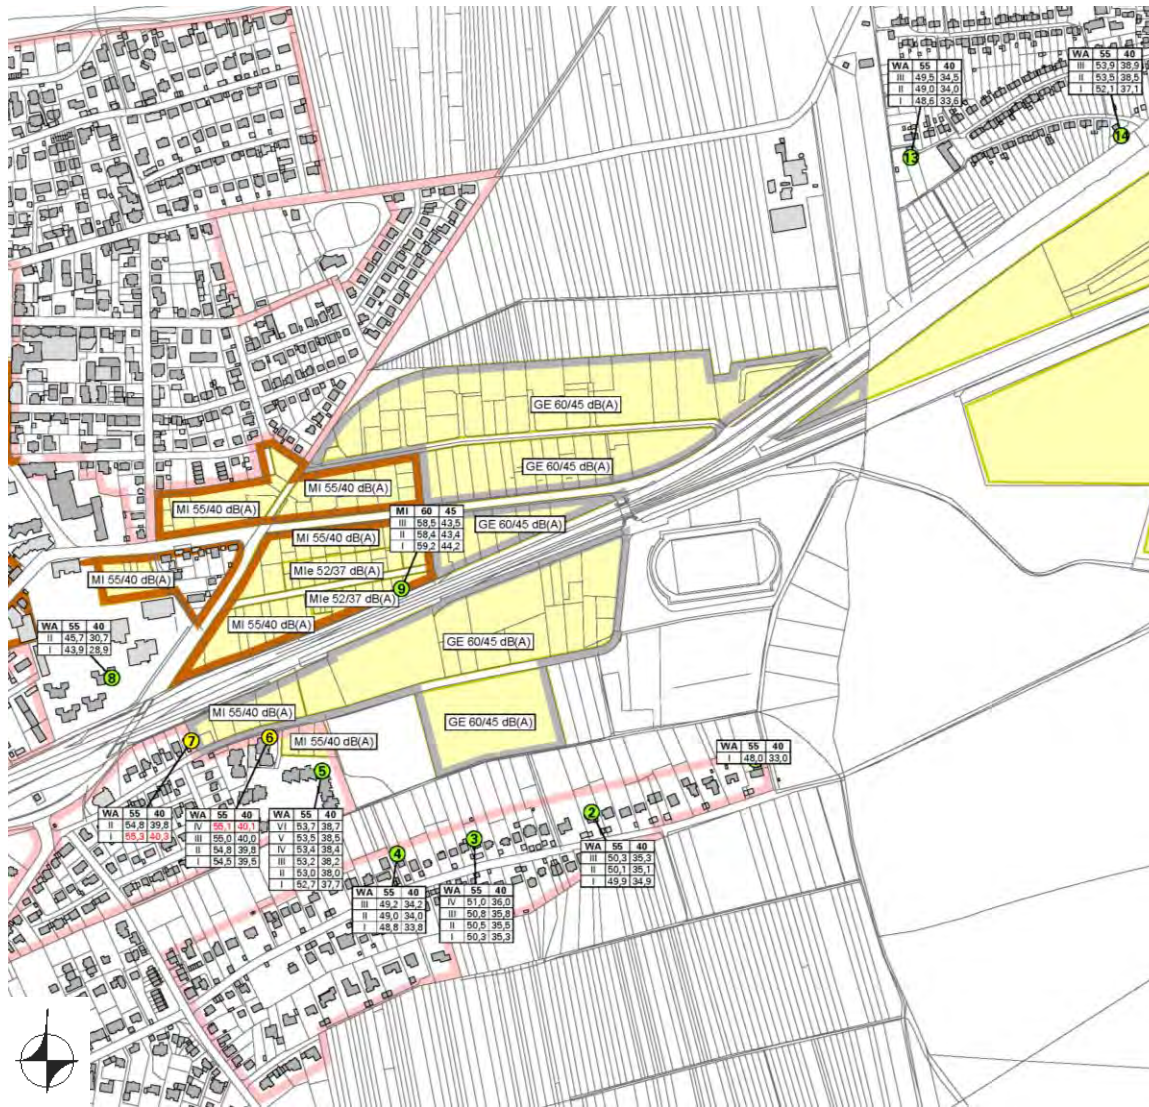 WA 55 40
III 49,5 34,5
II 49,0 34,0
I 48,6 33,6
13
WA 55 40
III 53,9 38,9
II 53,5 38,5
I 52,1 37,1
14
GE 60/45 dB(A)
GE 60/45 dB(A)
MI 55/40 dB(A)
MI 55/40 dB(A)
MI 60 45
III 58,5 43,5
II 58,4 43,4
I 59,2 44,2
9
GE 60/45 dB(A)
MI 55/40 dB(A)
MIe 52/37 dB(A)
MI 55/40 dB(A)
MIe 52/37 dB(A)
MI 55/40 dB(A)
WA 55 40
II 45,7 30,7
I 43,9 28,9
8
GE 60/45 dB(A)
MI 55/40 dB(A)
GE 60/45 dB(A)
MI 55/40 dB(A)
7
6
5
WA 55 40
I 48,0 33,0
WA 55 40
II 54,8 39,8
I 55,3 40,3
WA 55 40
IV 55,1 40,1
III 55,0 40,0
II 54,8 39,8
I 54,5 39,5
WA 55 40
VI 53,7 38,7
V 53,5 38,5
IV 53,4 38,4
III 53,2 38,2
II 53,0 38,0
I 52,7 37,7
2
3
4
WA 55 40
III 50,3 35,3
II 50,1 35,1
I 49,9 34,9
WA 55 40
III 49,2 34,2
II 49,0 34,0
I 48,8 33,8
WA 55 40
IV 51,0 36,0
III 50,8 35,8
II 50,5 35,5
I 50,3 35,3